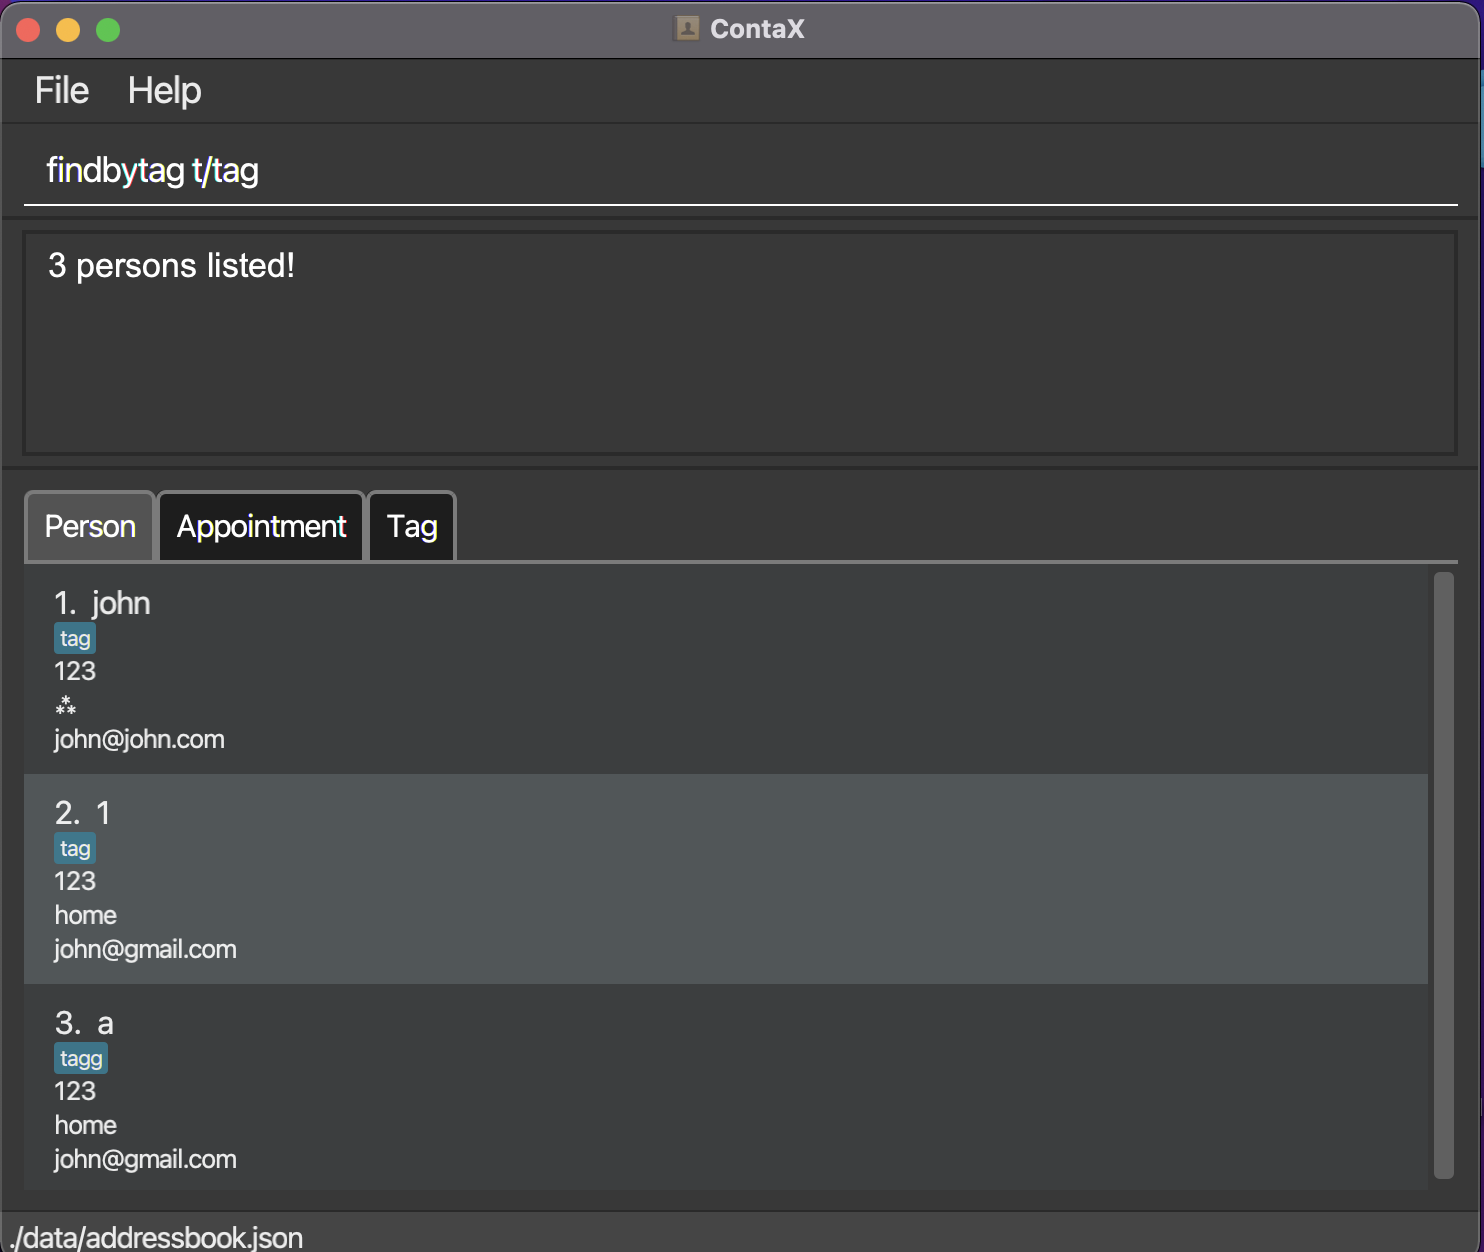 ContaX
File Help
findbytag t/tag
3 persons listed!
Person Appointment Tag
1. john
tag
123
⁂
john@john.com
2. 1
tag
123
home
john@gmail.com
3. a
tagg
123
home
john@gmail.com
./data/addressbook.json